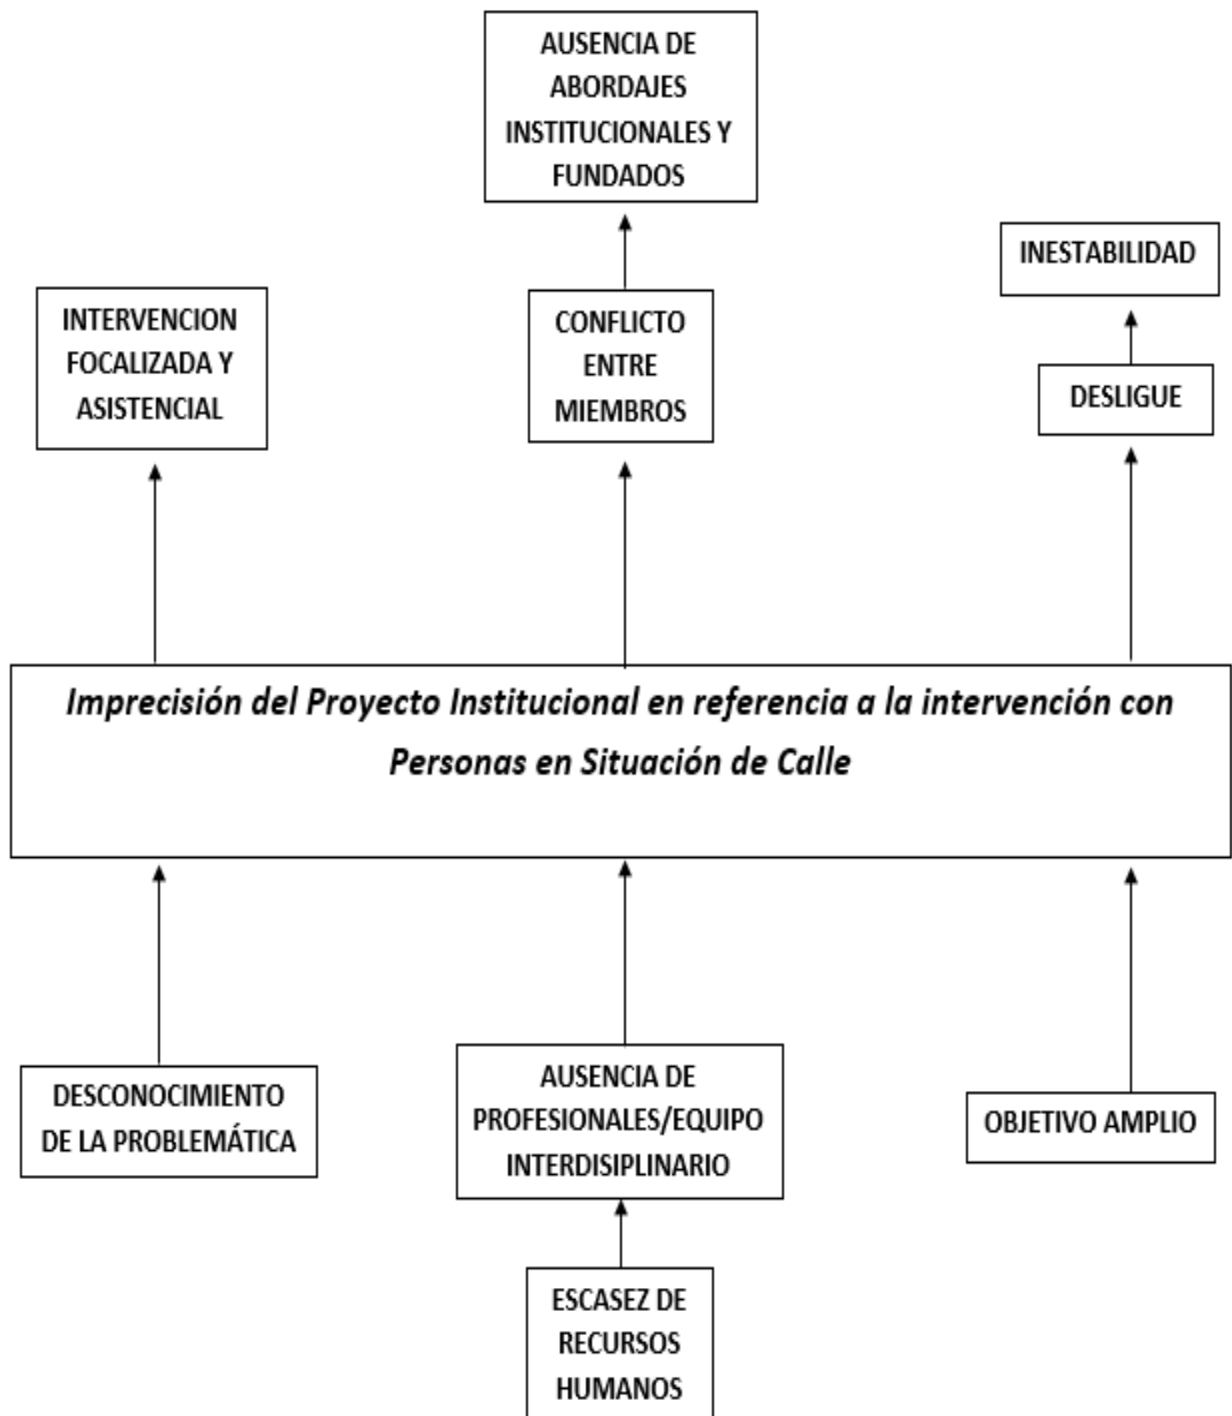 AUSENCIA DE
ABORDAJES
INSTITUCIONALES Y
FUNDADOS
INESTABILIDAD
INTERVENCION
FOCALIZADA Y
ASISTENCIAL
CONFLICTO
ENTRE
MIEMBROS
DESLIGUE
Imprecisión del Proyecto Institucional en referencia a la intervención con
Personas en Situación de Calle
DESCONOCIMIENTO
DE LA PROBLEMÁTICA
AUSENCIA DE
PROFESIONALES/EQUIPO
INTERDISIPLINARIO
OBJETIVO AMPLIO
ESCASEZ DE
RECURSOS
HUMANOS